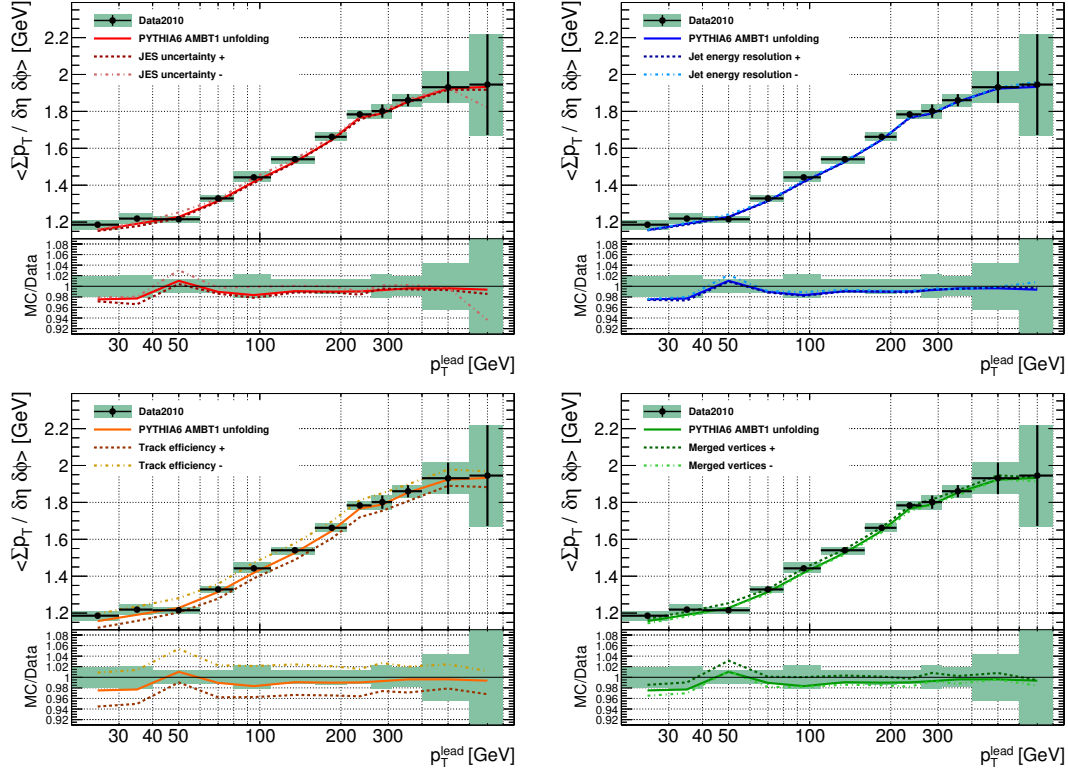 <Σp_T / δη δφ> [GeV]
2.2
2
1.8
1.6
1.4
1.2
Data2010
PYTHIA6 AMBT1 unfolding
JES uncertainty +
JES uncertainty -
MC/Data
1.08
1.06
1.04
1.02
1
0.98
0.96
0.94
0.92
30 40 50 100 200 300
p_T^lead [GeV]
<Σp_T / δη δφ> [GeV]
2.2
2
1.8
1.6
1.4
1.2
Data2010
PYTHIA6 AMBT1 unfolding
Jet energy resolution +
Jet energy resolution -
MC/Data
1.08
1.06
1.04
1.02
1
0.98
0.96
0.94
0.92
30 40 50 100 200 300
p_T^lead [GeV]
<Σp_T / δη δφ> [GeV]
2.2
2
1.8
1.6
1.4
1.2
Data2010
PYTHIA6 AMBT1 unfolding
Track efficiency +
Track efficiency -
MC/Data
1.08
1.06
1.04
1.02
1
0.98
0.96
0.94
0.92
30 40 50 100 200 300
p_T^lead [GeV]
<Σp_T / δη δφ> [GeV]
2.2
2
1.8
1.6
1.4
1.2
Data2010
PYTHIA6 AMBT1 unfolding
Merged vertices +
Merged vertices -
MC/Data
1.08
1.06
1.04
1.02
1
0.98
0.96
0.94
0.92
30 40 50 100 200 300
p_T^lead [GeV]